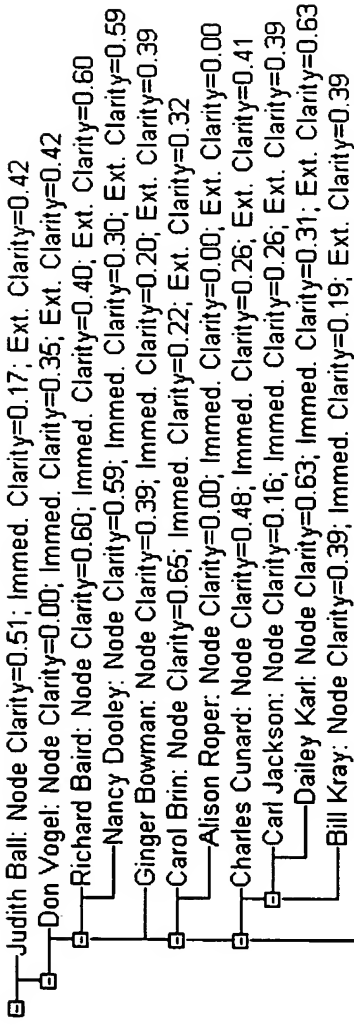 Judith Ball: Node Clarity=0.51; Immed. Clarity=0.17; Ext. Clarity=0.42
Don Vogel: Node Clarity=0.00; Immed. Clarity=0.35; Ext. Clarity=0.42
Richard Baird: Node Clarity=0.60; Immed. Clarity=0.40; Ext. Clarity=0.60
Nancy Dooley: Node Clarity=0.59; Immed. Clarity=0.30; Ext. Clarity=0.59
Ginger Bowman: Node Clarity=0.39; Immed. Clarity=0.20; Ext. Clarity=0.39
Carol Brin: Node Clarity=0.65; Immed. Clarity=0.22; Ext. Clarity=0.32
Alison Roper: Node Clarity=0.00; Immed. Clarity=0.00; Ext. Clarity=0.00
Charles Cunard: Node Clarity=0.48; Immed. Clarity=0.26; Ext. Clarity=0.41
Carl Jackson: Node Clarity=0.16; Immed. Clarity=0.26; Ext. Clarity=0.39
Dailey Karl: Node Clarity=0.63; Immed. Clarity=0.31; Ext. Clarity=0.63
Bill Kray: Node Clarity=0.39; Immed. Clarity=0.19; Ext. Clarity=0.39